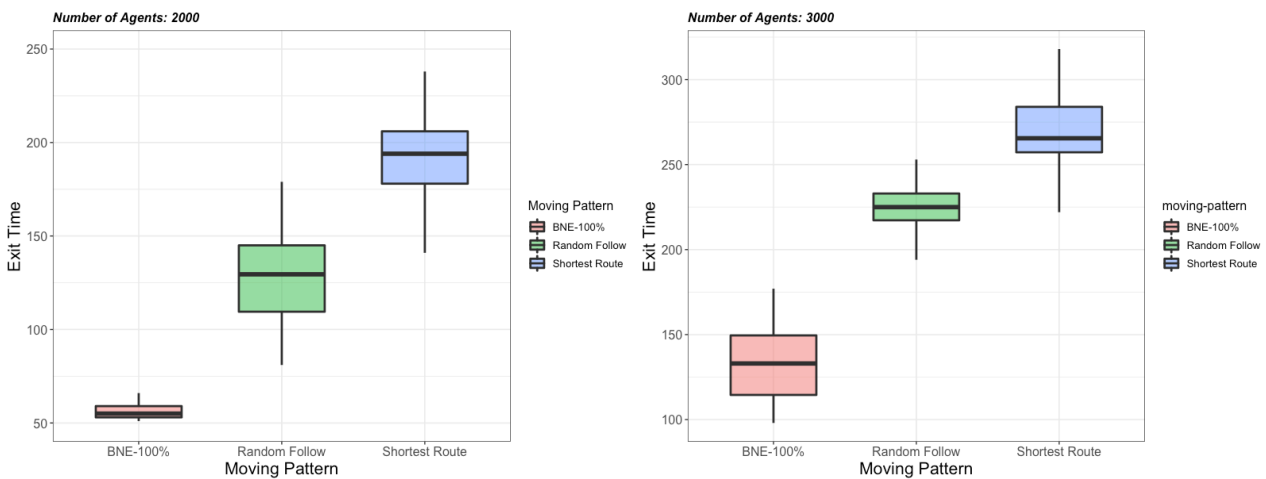 Number of Agents: 2000
250
200
150
100
50
Exit Time
BNE-100%
Random Follow
Shortest Route
Moving Pattern
Moving Pattern
BNE-100%
Random Follow
Shortest Route
Number of Agents: 3000
300
250
200
150
100
Exit Time
BNE-100%
Random Follow
Shortest Route
Moving Pattern
moving-pattern
BNE-100%
Random Follow
Shortest Route